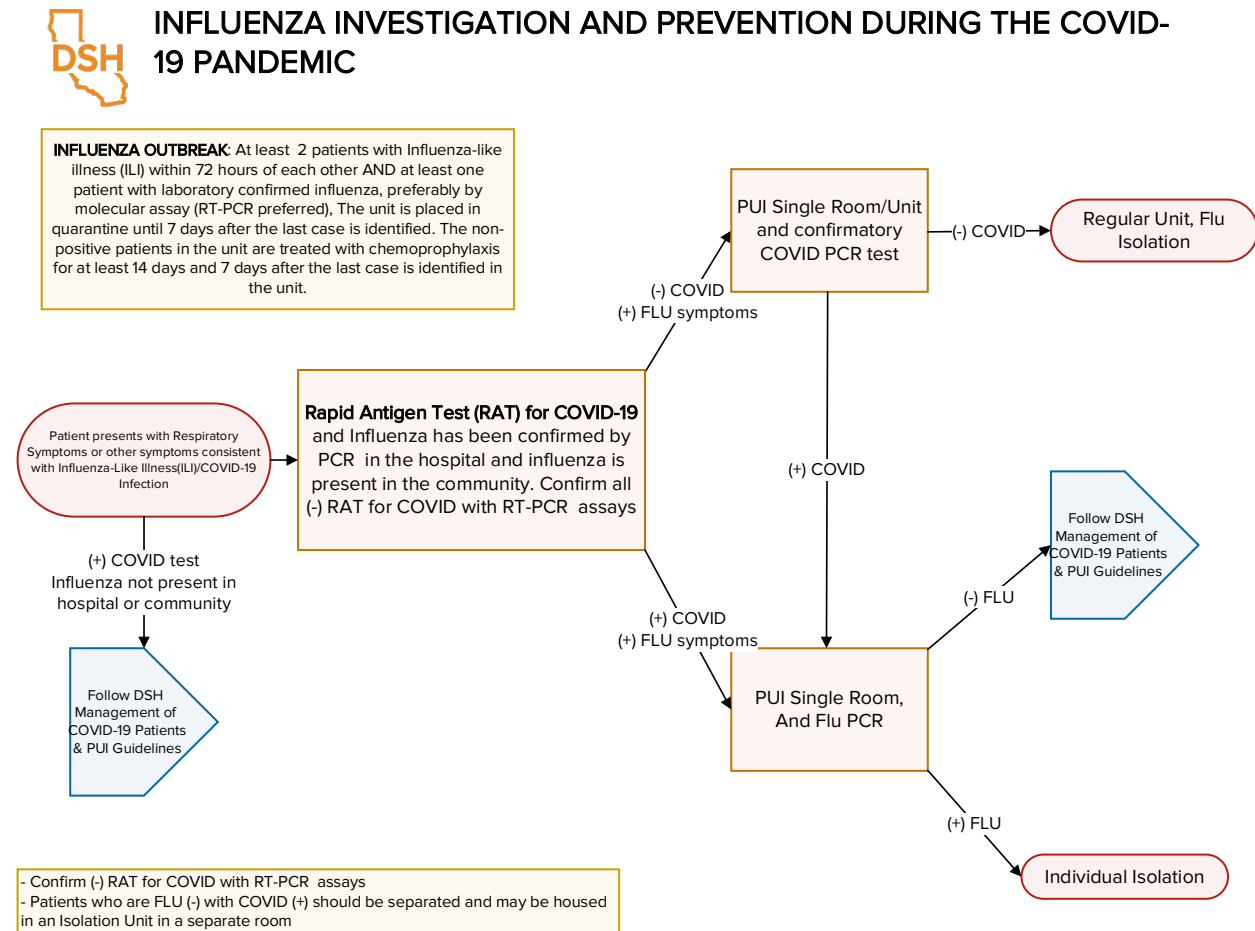 INFLUENZA INVESTIGATION AND PREVENTION DURING THE COVID-
19 PANDEMIC
DSH
INFLUENZA OUTBREAK: At least 2 patients with Influenza-like
illness (ILI) within 72 hours of each other AND at least one
patient with laboratory confirmed influenza, preferably by
molecular assay (RT-PCR preferred), The unit is placed in
quarantine until 7 days after the last case is identified. The non-
positive patients in the unit are treated with chemoprophylaxis
for at least 14 days and 7 days after the last case is identified in
the unit.
PUI Single Room/Unit
and confirmatory
COVID PCR test
(-) COVID
Regular Unit, Flu
Isolation
(-) COVID
(+) FLU symptoms
Patient presents with Respiratory
Symptoms or other symptoms consistent
with Influenza-Like Illness(ILI)/COVID-19
Infection
Rapid Antigen Test (RAT) for COVID-19
and Influenza has been confirmed by
PCR in the hospital and influenza is
present in the community. Confirm all
(-) RAT for COVID with RT-PCR assays
(+) COVID
(+) COVID test
Influenza not present in
hospital or community
Follow DSH
Management of
COVID-19 Patients
& PUI Guidelines
(+) COVID
(+) FLU symptoms
PUI Single Room,
And Flu PCR
(-) FLU
Follow DSH
Management of
COVID-19 Patients
& PUI Guidelines
(+) FLU
Individual Isolation
- Confirm (-) RAT for COVID with RT-PCR assays
- Patients who are FLU (-) with COVID (+) should be separated and may be housed
in an Isolation Unit in a separate room